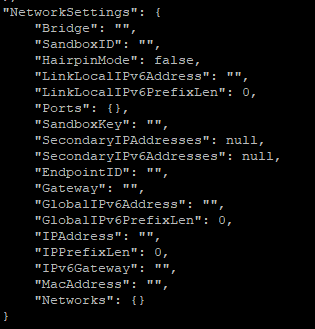 "NetworkSettings": {
"Bridge": "",
"SandboxID": "",
"HairpinMode": false,
"LinkLocalIPv6Address": "",
"LinkLocalIPv6PrefixLen": 0,
"Ports": {},
"SandboxKey": "",
"SecondaryIPAddresses": null,
"SecondaryIPv6Addresses": null,
"EndpointID": "",
"Gateway": "",
"GlobalIPv6Address": "",
"GlobalIPv6PrefixLen": 0,
"IPAddress": "",
"IPPrefixLen": 0,
"IPv6Gateway": "",
"MacAddress": "",
"Networks": {}
}